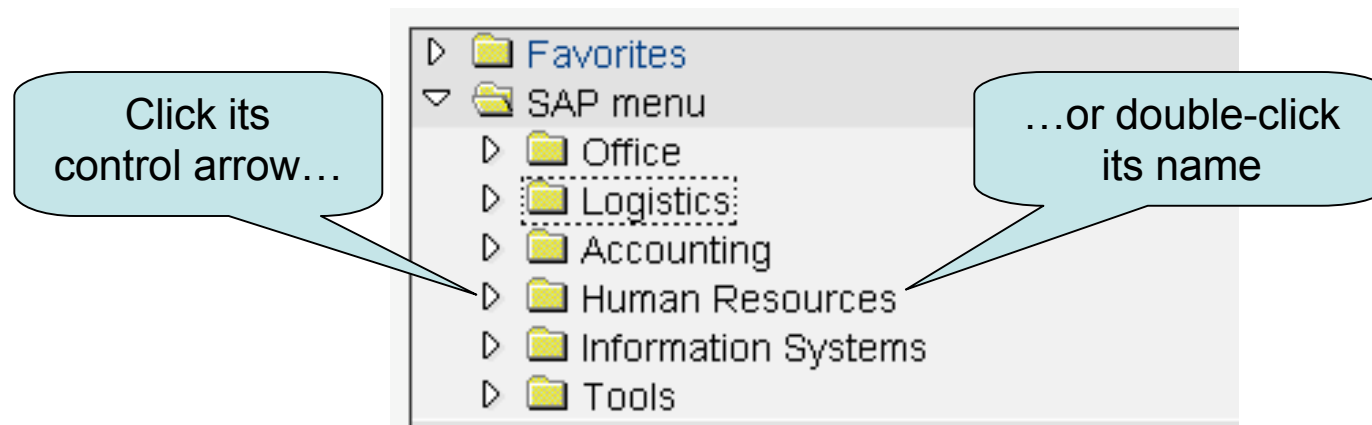 Favorites
SAP menu
Office
Logistics
Accounting
Human Resources
Information Systems
Tools
Click its
control arrow…
…or double-click
its name